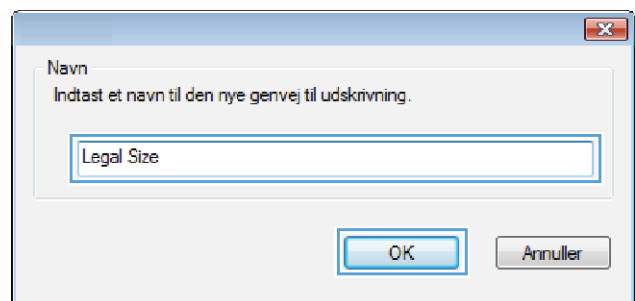 Navn
Indtast et navn til den nye genvej til udskrivning.
Legal Size
OK
Annuller